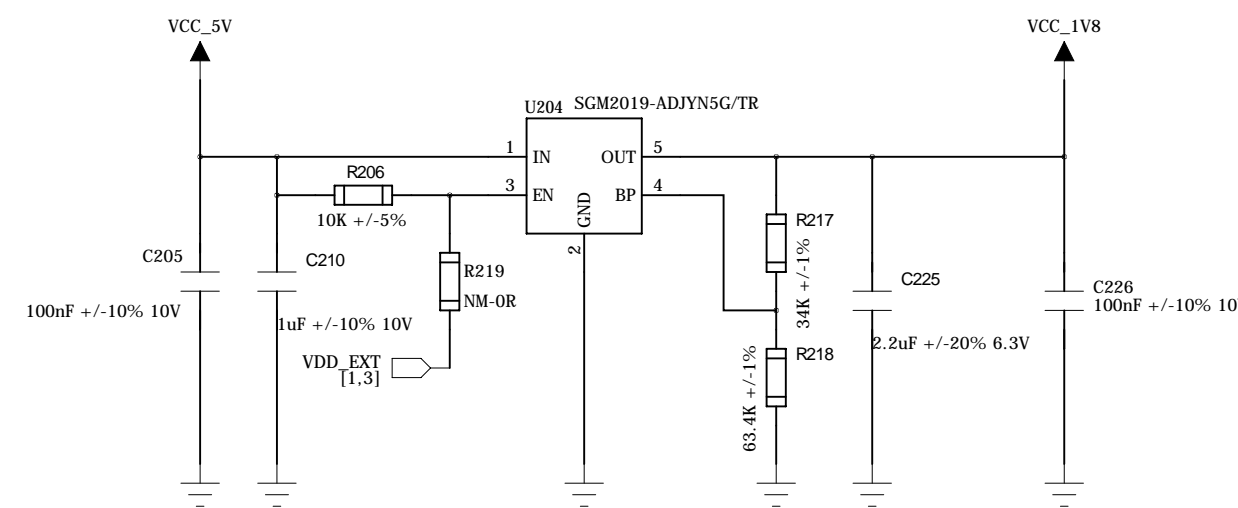 VCC_5V
VCC_1V8
U204 SGM2019-ADJYN5G/TR
1 IN OUT 5
R206
3 EN BP 4
10K +/-5%
GND
2
R217
34K +/-1%
C205
C210
R219
C225
C226
100nF +/-10% 10V
NM-0R
100nF +/-10% 10
1uF +/-10% 10V
2.2uF +/-20% 6.3V
R218
63.4K +/-1%
VDD_EXT
[1,3]